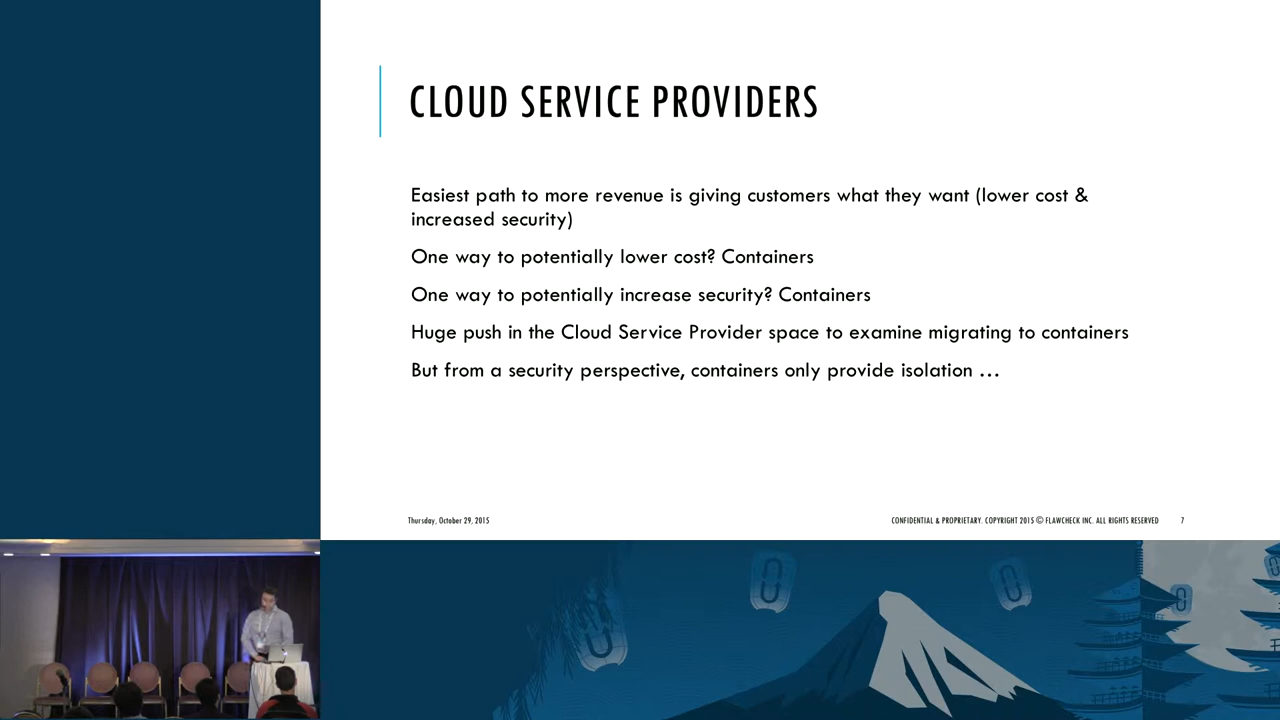 CLOUD SERVICE PROVIDERS
Easiest path to more revenue is giving customers what they want (lower cost &
increased security)
One way to potentially lower cost? Containers
One way to potentially increase security? Containers
Huge push in the Cloud Service Provider space to examine migrating to containers
But from a security perspective, containers only provide isolation …
Thursday, October 29, 2015
CONFIDENTIAL & PROPRIETARY. COPYRIGHT 2015 © FLAWCHECK INC. ALL RIGHTS RESERVED
7